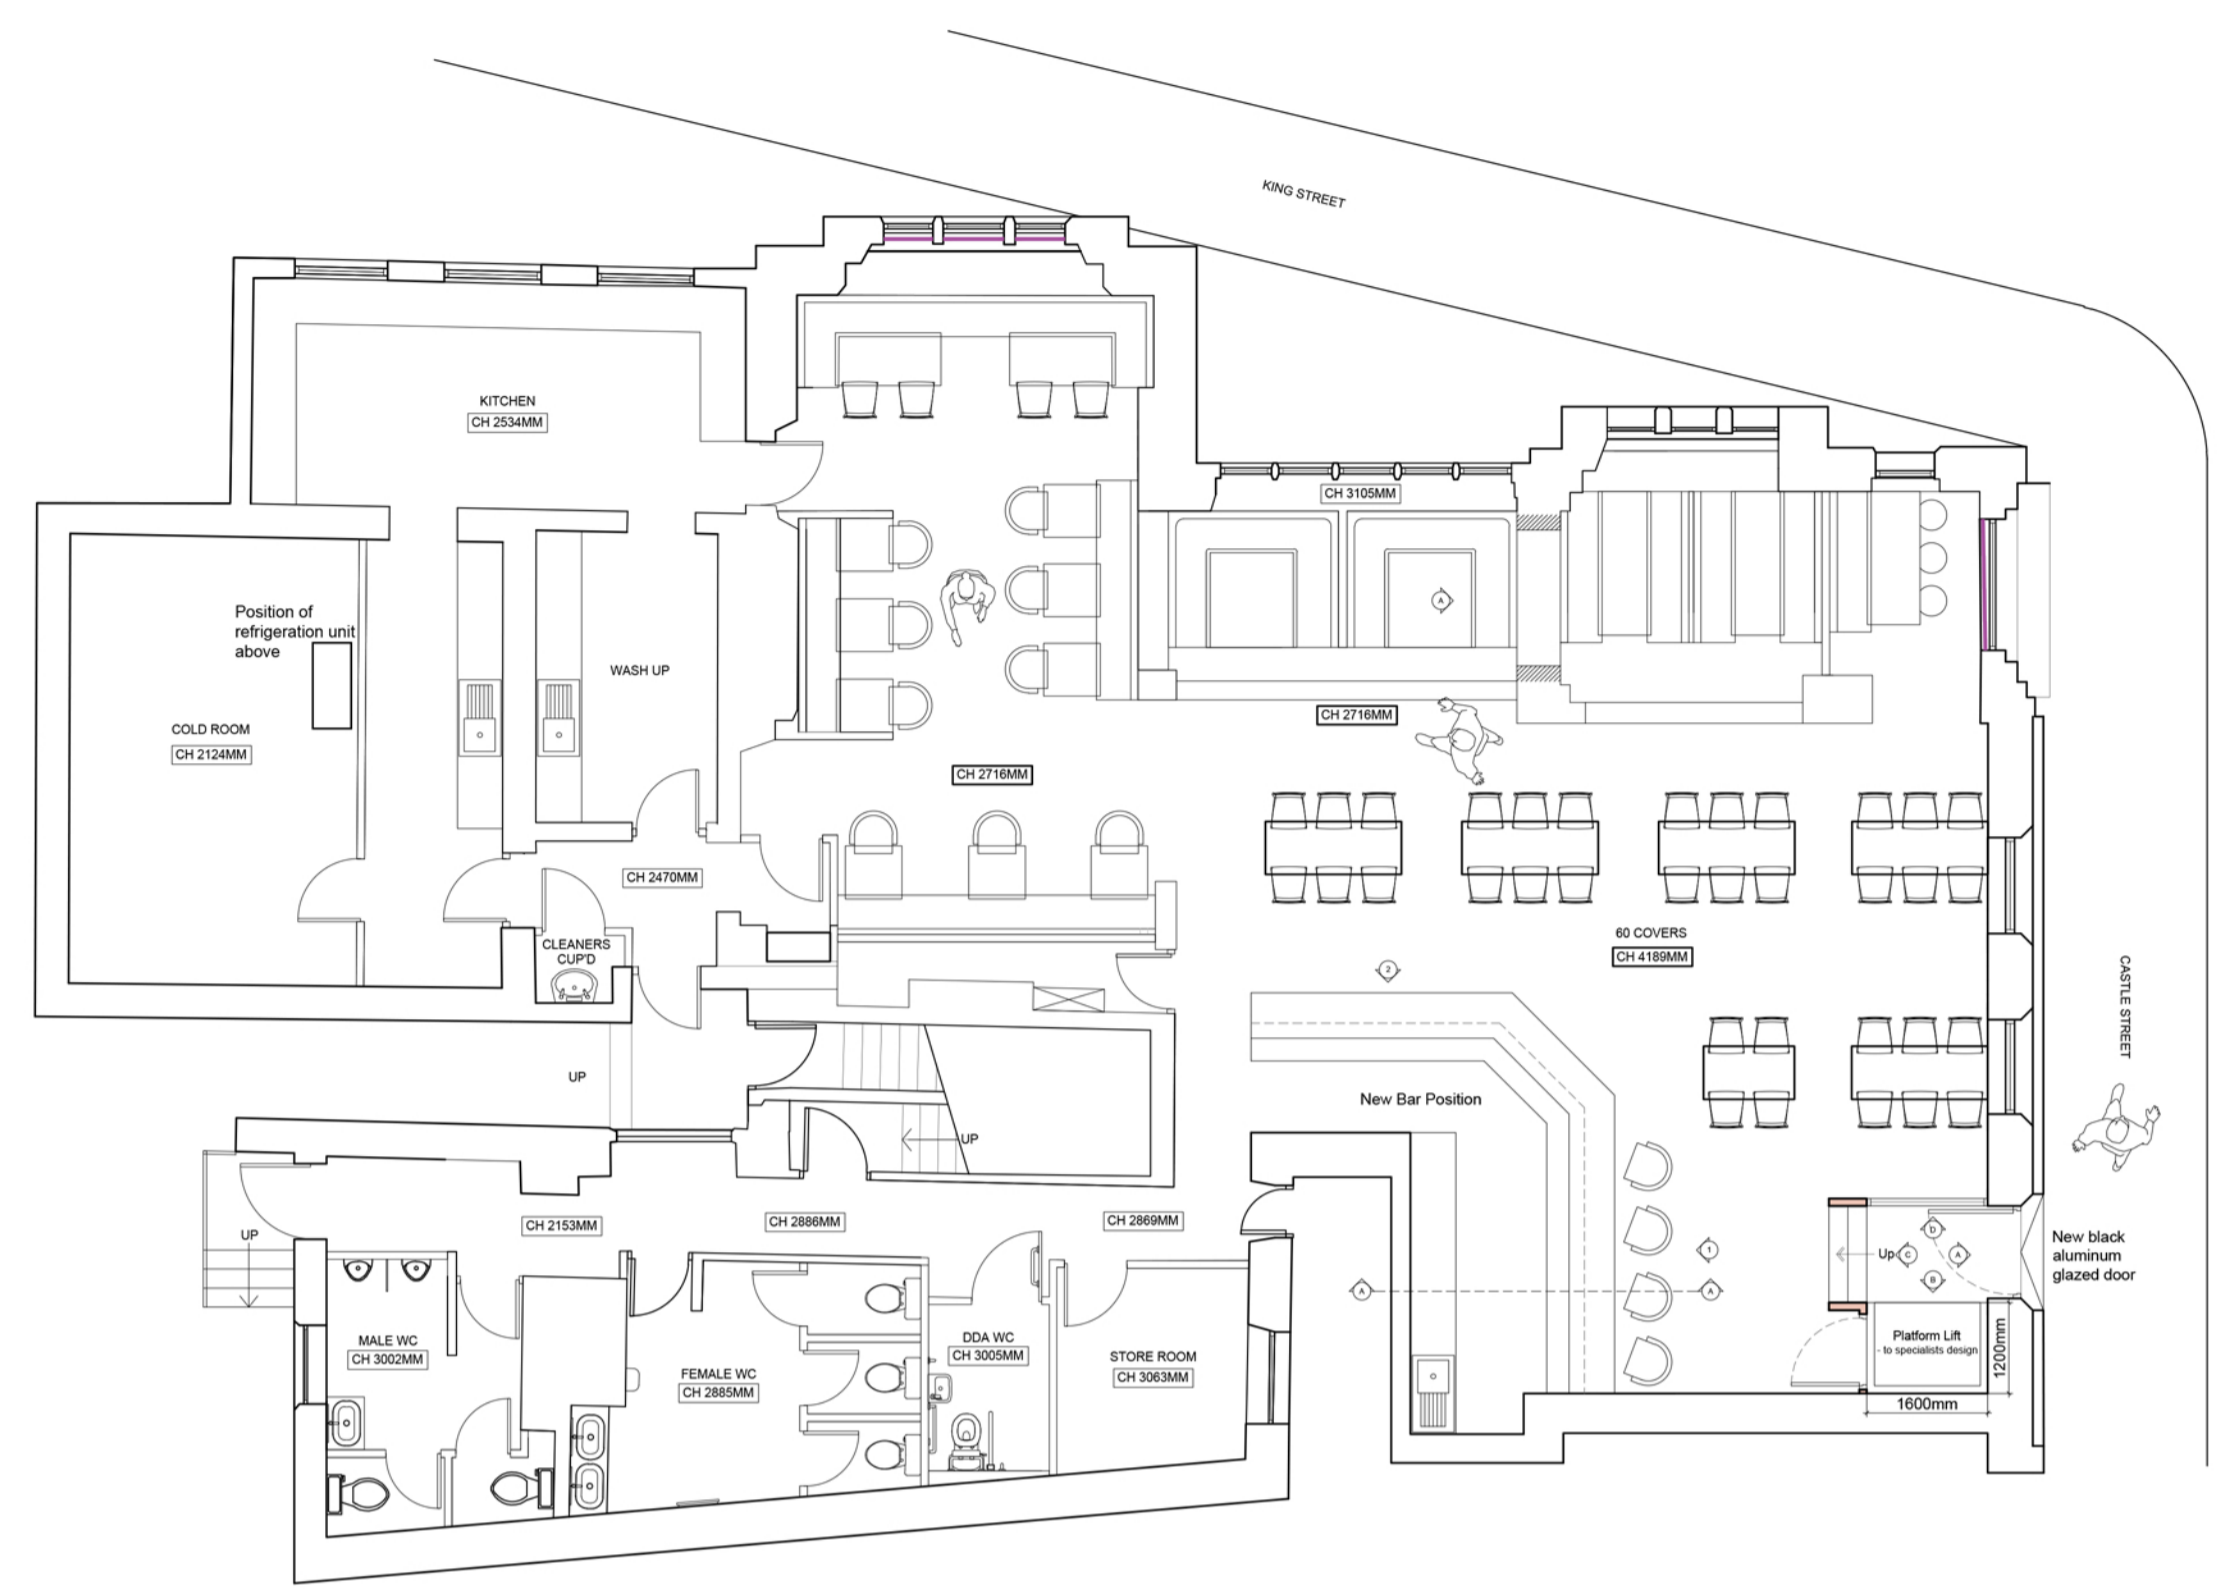 KING STREET
KITCHEN
CH 2534MM
CH 3105MM
A
Position of
refrigeration unit
above
WASH UP
COLD ROOM
CH 2124MM
CH 2716MM
CH 2716MM
CH 2470MM
60 COVERS
CH 4189MM
CLEANERS
CUP'D
2
CASTLE STREET
UP
New Bar Position
UP
CH 2153MM
CH 2886MM
CH 2869MM
UP
1
Up
C
D
A
B
New black
aluminum
glazed door
A
A
MALE WC
CH 3002MM
FEMALE WC
CH 2885MM
DDA WC
CH 3005MM
STORE ROOM
CH 3063MM
Platform Lift
- to specialists design
1200mm
1600mm